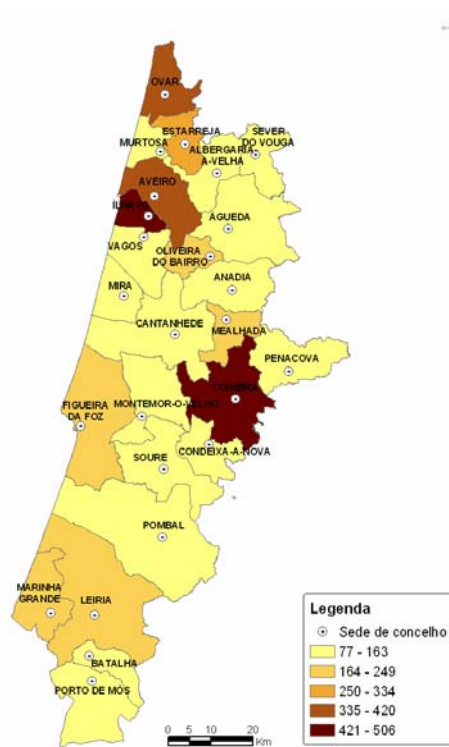 OVAR
ESTARREJA
SEVER
DO VOUGA
MURTOSA
ALBERGARIA
A-VELHA
AVEIRO
ÍLHAVO
ÁGUEDA
VAGOS
OLIVEIRA
DO BAIRRO
ANADIA
MIRA
CANTANHEDE
MEALHADA
PENACOVA
COIMBRA
FIGUEIRA
DA FOZ
MONTEMOR-O-VELHO
CONDEIXA-A-NOVA
SOURE
POMBAL
MARINHA
GRANDE
LEIRIA
BATALHA
PORTO DE MÓS
Legenda
Sede de concelho
77 - 163
164 - 249
250 - 334
335 - 420
421 - 506
0 5 10 20
Km